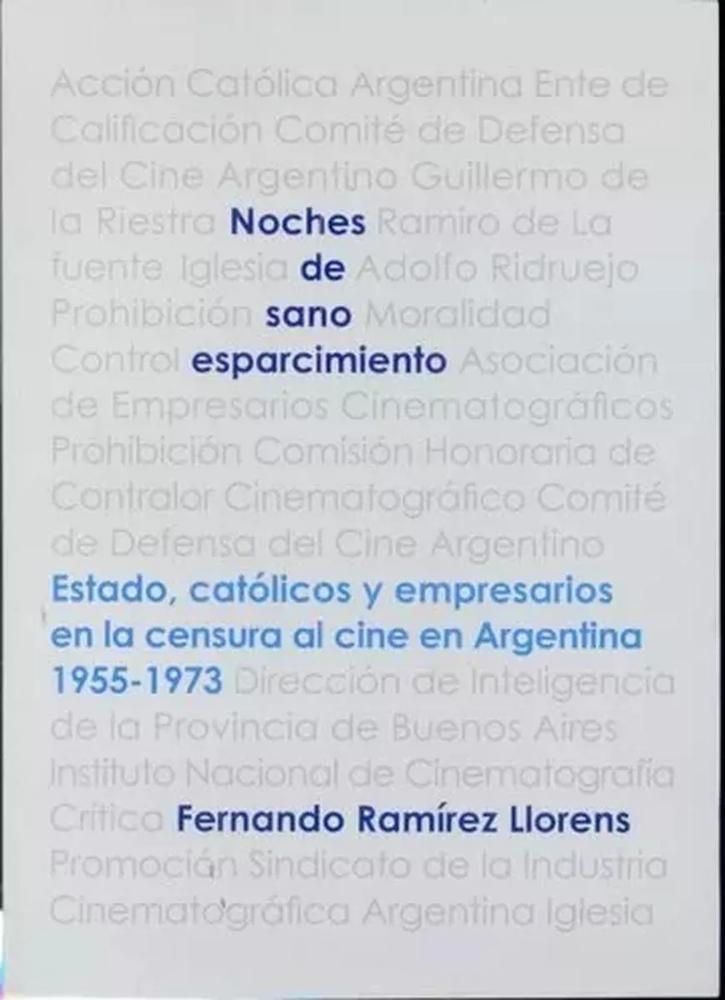 Acción Católica Argentina Ente de
Calificación Comité de Defensa
del Cine Argentino Guillermo de
la Riestra Noches Ramiro de La
fuente Iglesia de Adolfo Ridruejo
Prohibición sano Moralidad
Control esparcimiento Asociación
de Empresarios Cinematográficos
Prohibición Comisión Honoraria de
Contralor Cinematográfico Comité
de Defensa del Cine Argentino
Estado, católicos y empresarios
en la censura al cine en Argentina
1955-1973 Dirección de Inteligencia
de la Provincia de Buenos Aires
Instituto Nacional de Cinematografía
Crítica Fernando Ramírez Llorens
Promoción Sindicato de la Industria
Cinematográfica Argentina Iglesia